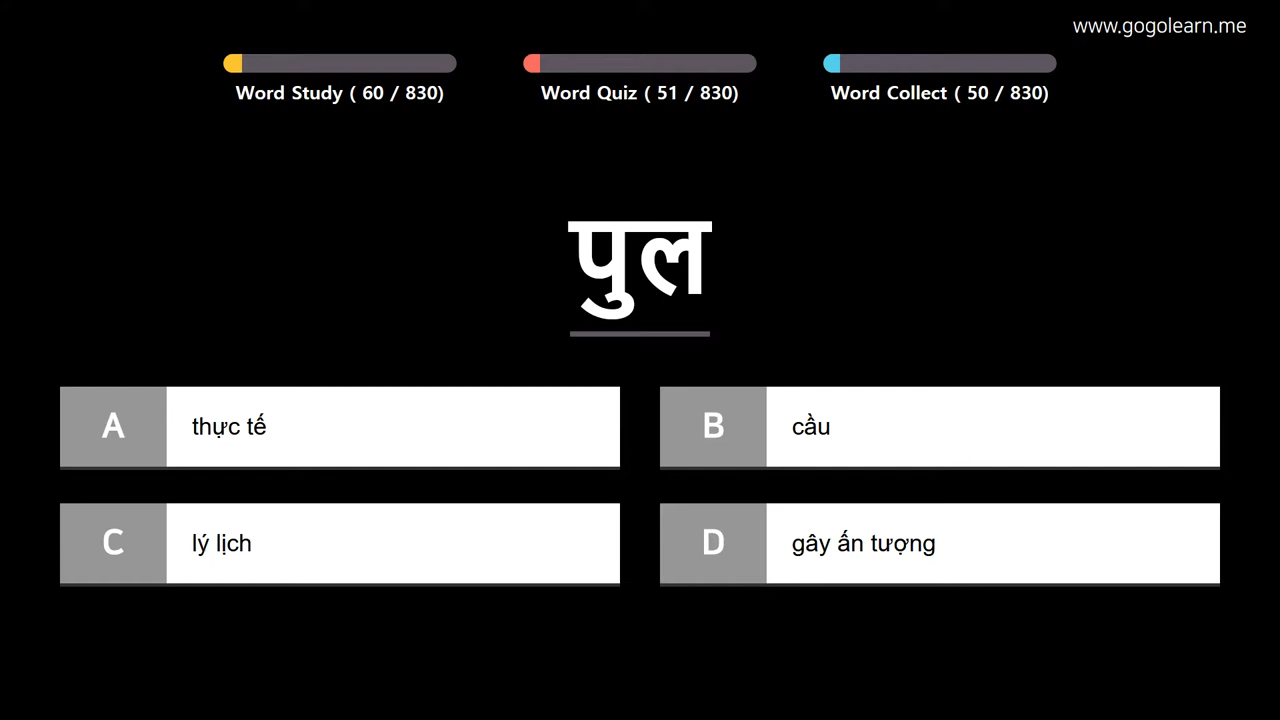 www.gogolearn.me
Word Study ( 60 / 830)
Word Quiz ( 51 / 830)
Word Collect ( 50 / 830)
पुल
A
thực tế
B
cầu
C
lý lịch
D
gây ấn tượng